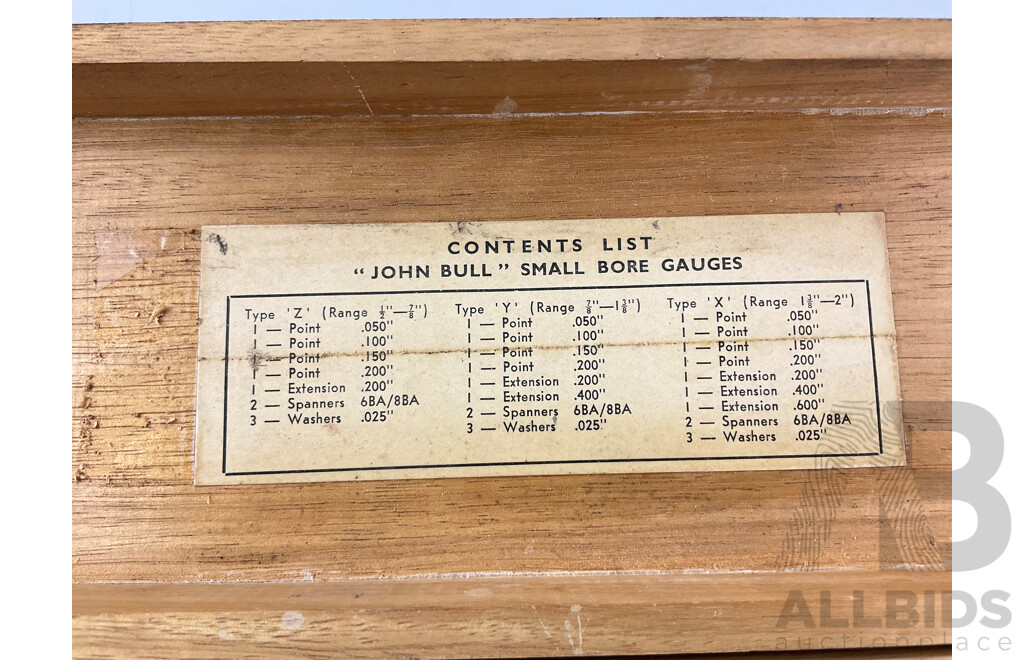 CONTENTS LIST
"JOHN BULL" SMALL BORE GAUGES
Type 'Z' (Range ½"—⅞")
1 — Point .050"
1 — Point .100"
1 — Point .150"
1 — Point .200"
1 — Extension .200"
2 — Spanners 6BA/8BA
3 — Washers .025"
Type 'Y' (Range ⅞"—1⅜")
1 — Point .050"
1 — Point .100"
1 — Point .150"
1 — Point .200"
1 — Extension .200"
1 — Extension .400"
2 — Spanners 6BA/8BA
3 — Washers .025"
Type 'X' (Range 1⅜"—2")
1 — Point .050"
1 — Point .100"
1 — Point .150"
1 — Point .200"
1 — Extension .200"
1 — Extension .400"
1 — Extension .600"
2 — Spanners 6BA/8BA
3 — Washers .025"
AB
ALLBIDS
auctionplace